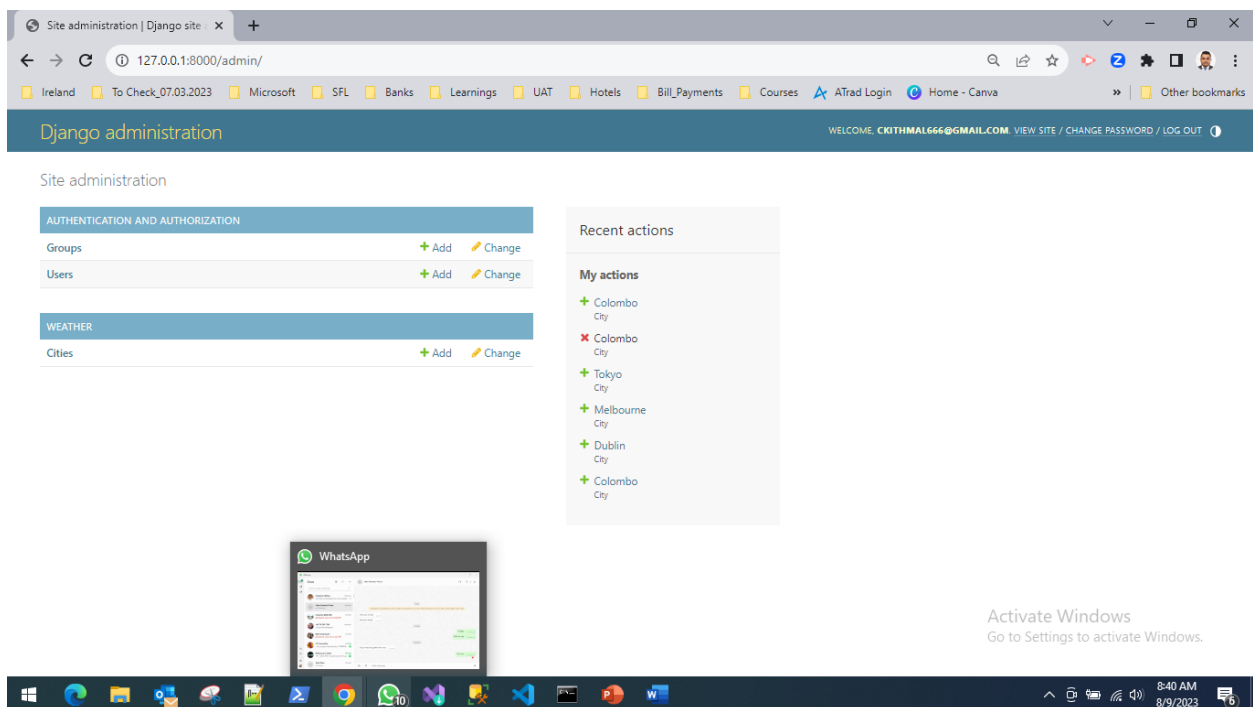 Site administration | Django site
127.0.0.1:8000/admin/
Ireland To Check_07.03.2023 Microsoft SFL Banks Learnings UAT Hotels Bill_Payments Courses ATrad Login Home - Canva » Other bookmarks
Django administration
WELCOME, CKITHMAL666@GMAIL.COM. VIEW SITE / CHANGE PASSWORD / LOG OUT
Site administration
AUTHENTICATION AND AUTHORIZATION
Groups + Add Change
Users + Add Change
WEATHER
Cities + Add Change
Recent actions
My actions
Colombo
City
Colombo
City
Tokyo
City
Melbourne
City
Dublin
City
Colombo
City
WhatsApp
Activate Windows
Go to Settings to activate Windows.
10
8:40 AM
8/9/2023
6